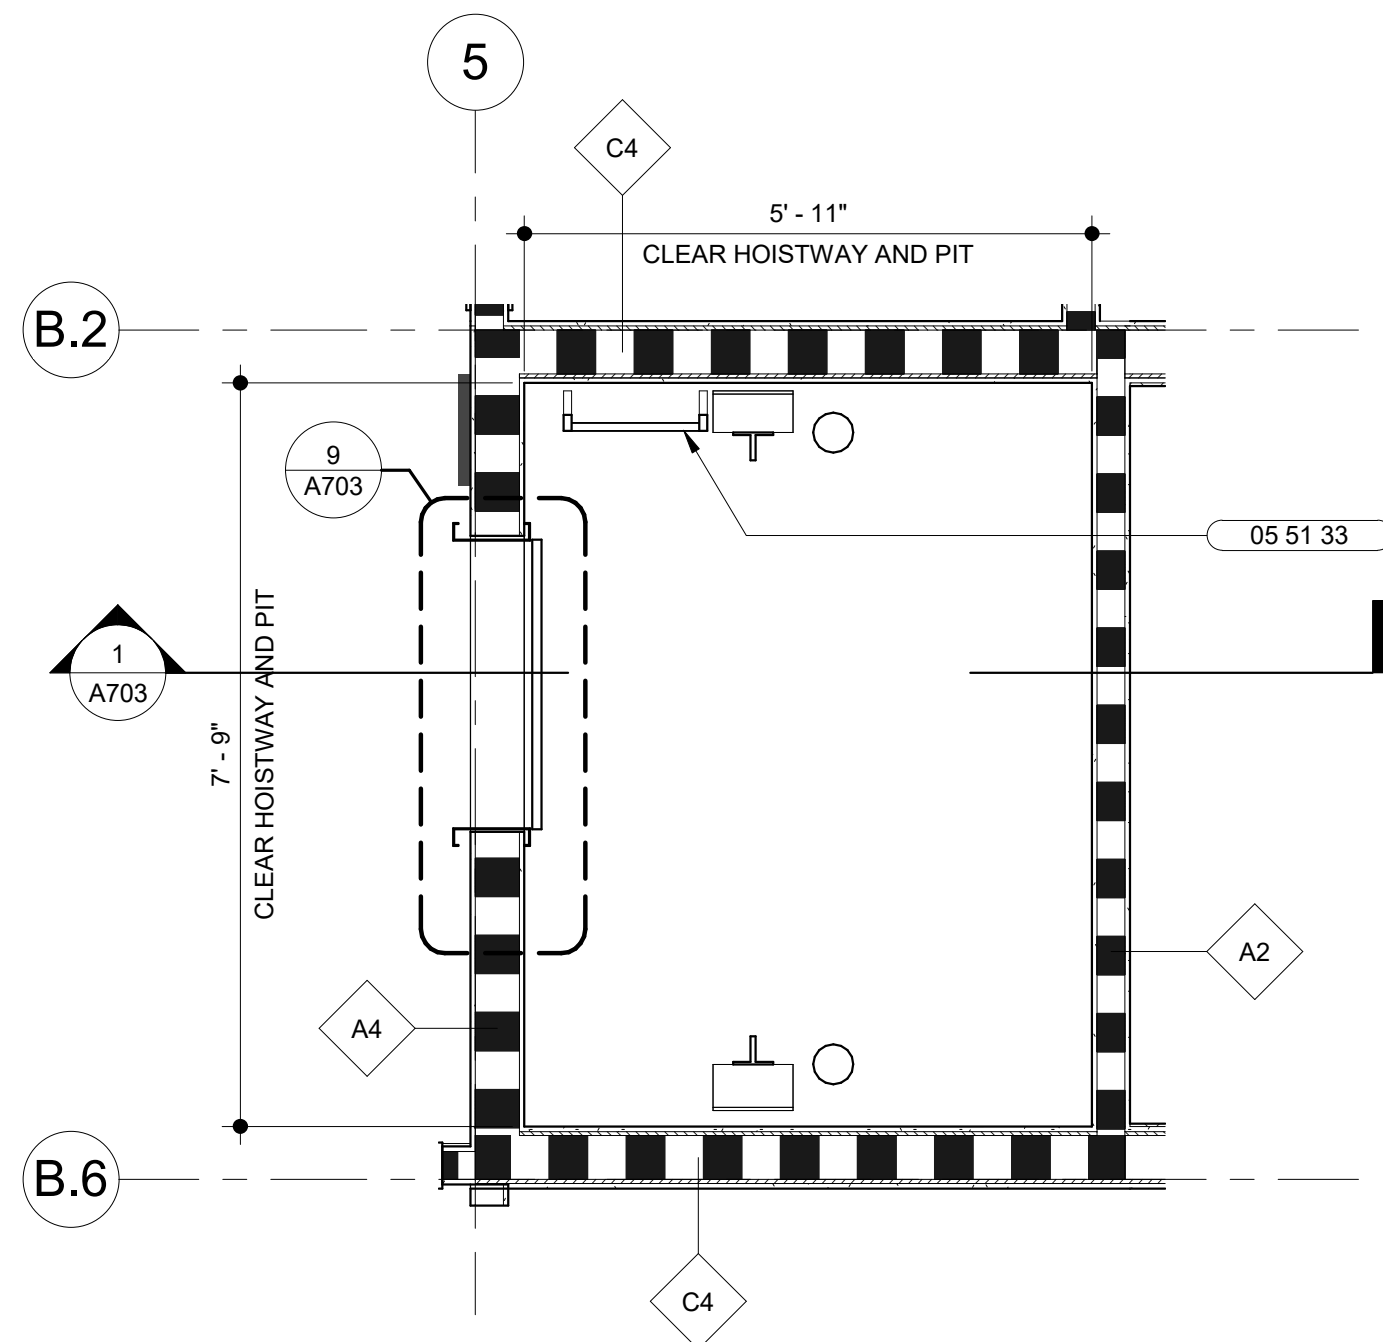 5
C4
5' - 11"
CLEAR HOISTWAY AND PIT
B.2
9
A703
05 51 33
1
A703
7' - 9"
CLEAR HOISTWAY AND PIT
A2
A4
B.6
C4